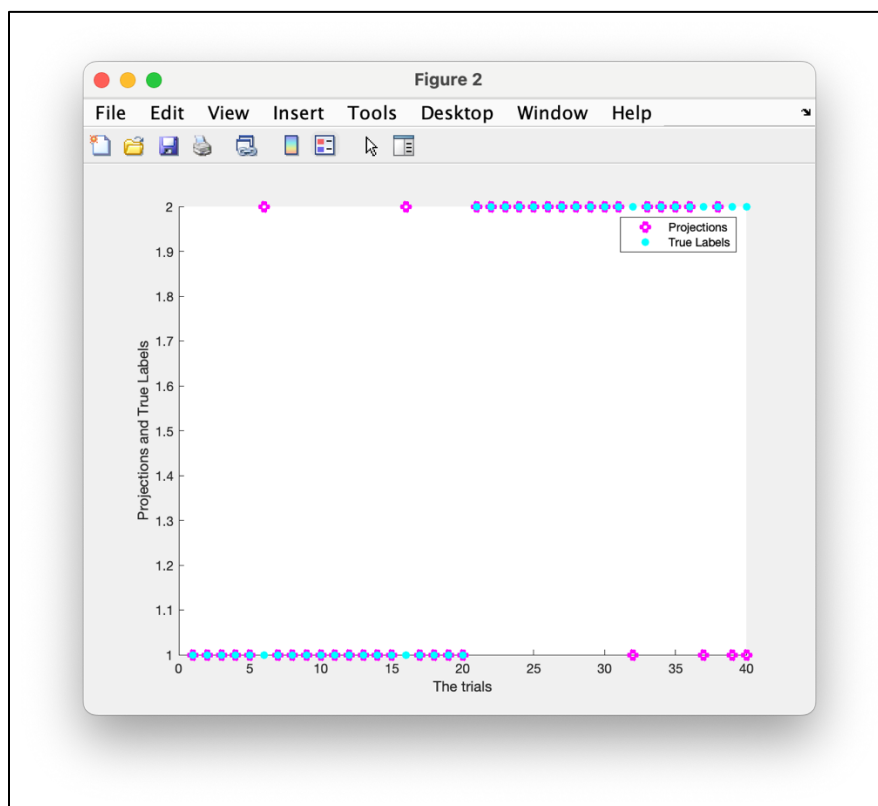 Figure 2
File Edit View Insert Tools Desktop Window Help
2
1.9
1.8
1.7
1.6
1.5
1.4
1.3
1.2
1.1
1
Projections and True Labels
Projections
True Labels
0 5 10 15 20 25 30 35 40
The trials